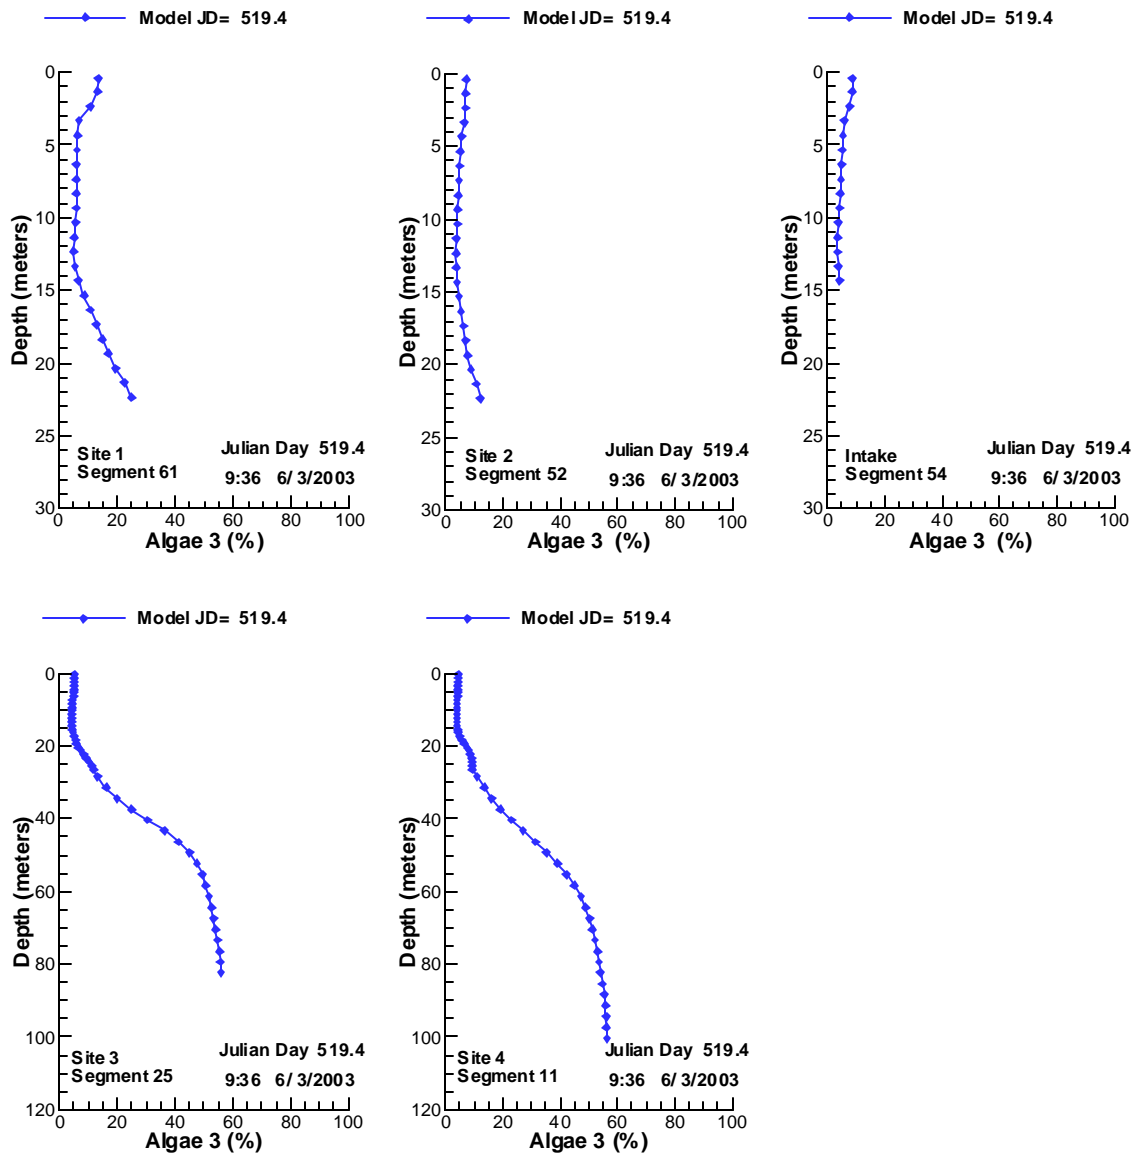 Model JD= 519.4
Model JD= 519.4
Model JD= 519.4
0
5
10
15
20
25
30
Depth (meters)
Site 1
Segment 61
Julian Day 519.4
9:36 6/ 3/2003
0 20 40 60 80 100
Algae 3 (%)
0
5
10
15
20
25
30
Depth (meters)
Site 2
Segment 52
Julian Day 519.4
9:36 6/ 3/2003
0 20 40 60 80 100
Algae 3 (%)
0
5
10
15
20
25
30
Depth (meters)
Intake
Segment 54
Julian Day 519.4
9:36 6/ 3/2003
0 20 40 60 80 100
Algae 3 (%)
Model JD= 519.4
Model JD= 519.4
0
20
40
60
80
100
120
Depth (meters)
Site 3
Segment 25
Julian Day 519.4
9:36 6/ 3/2003
0 20 40 60 80 100
Algae 3 (%)
0
20
40
60
80
100
120
Depth (meters)
Site 4
Segment 11
Julian Day 519.4
9:36 6/ 3/2003
0 20 40 60 80 100
Algae 3 (%)